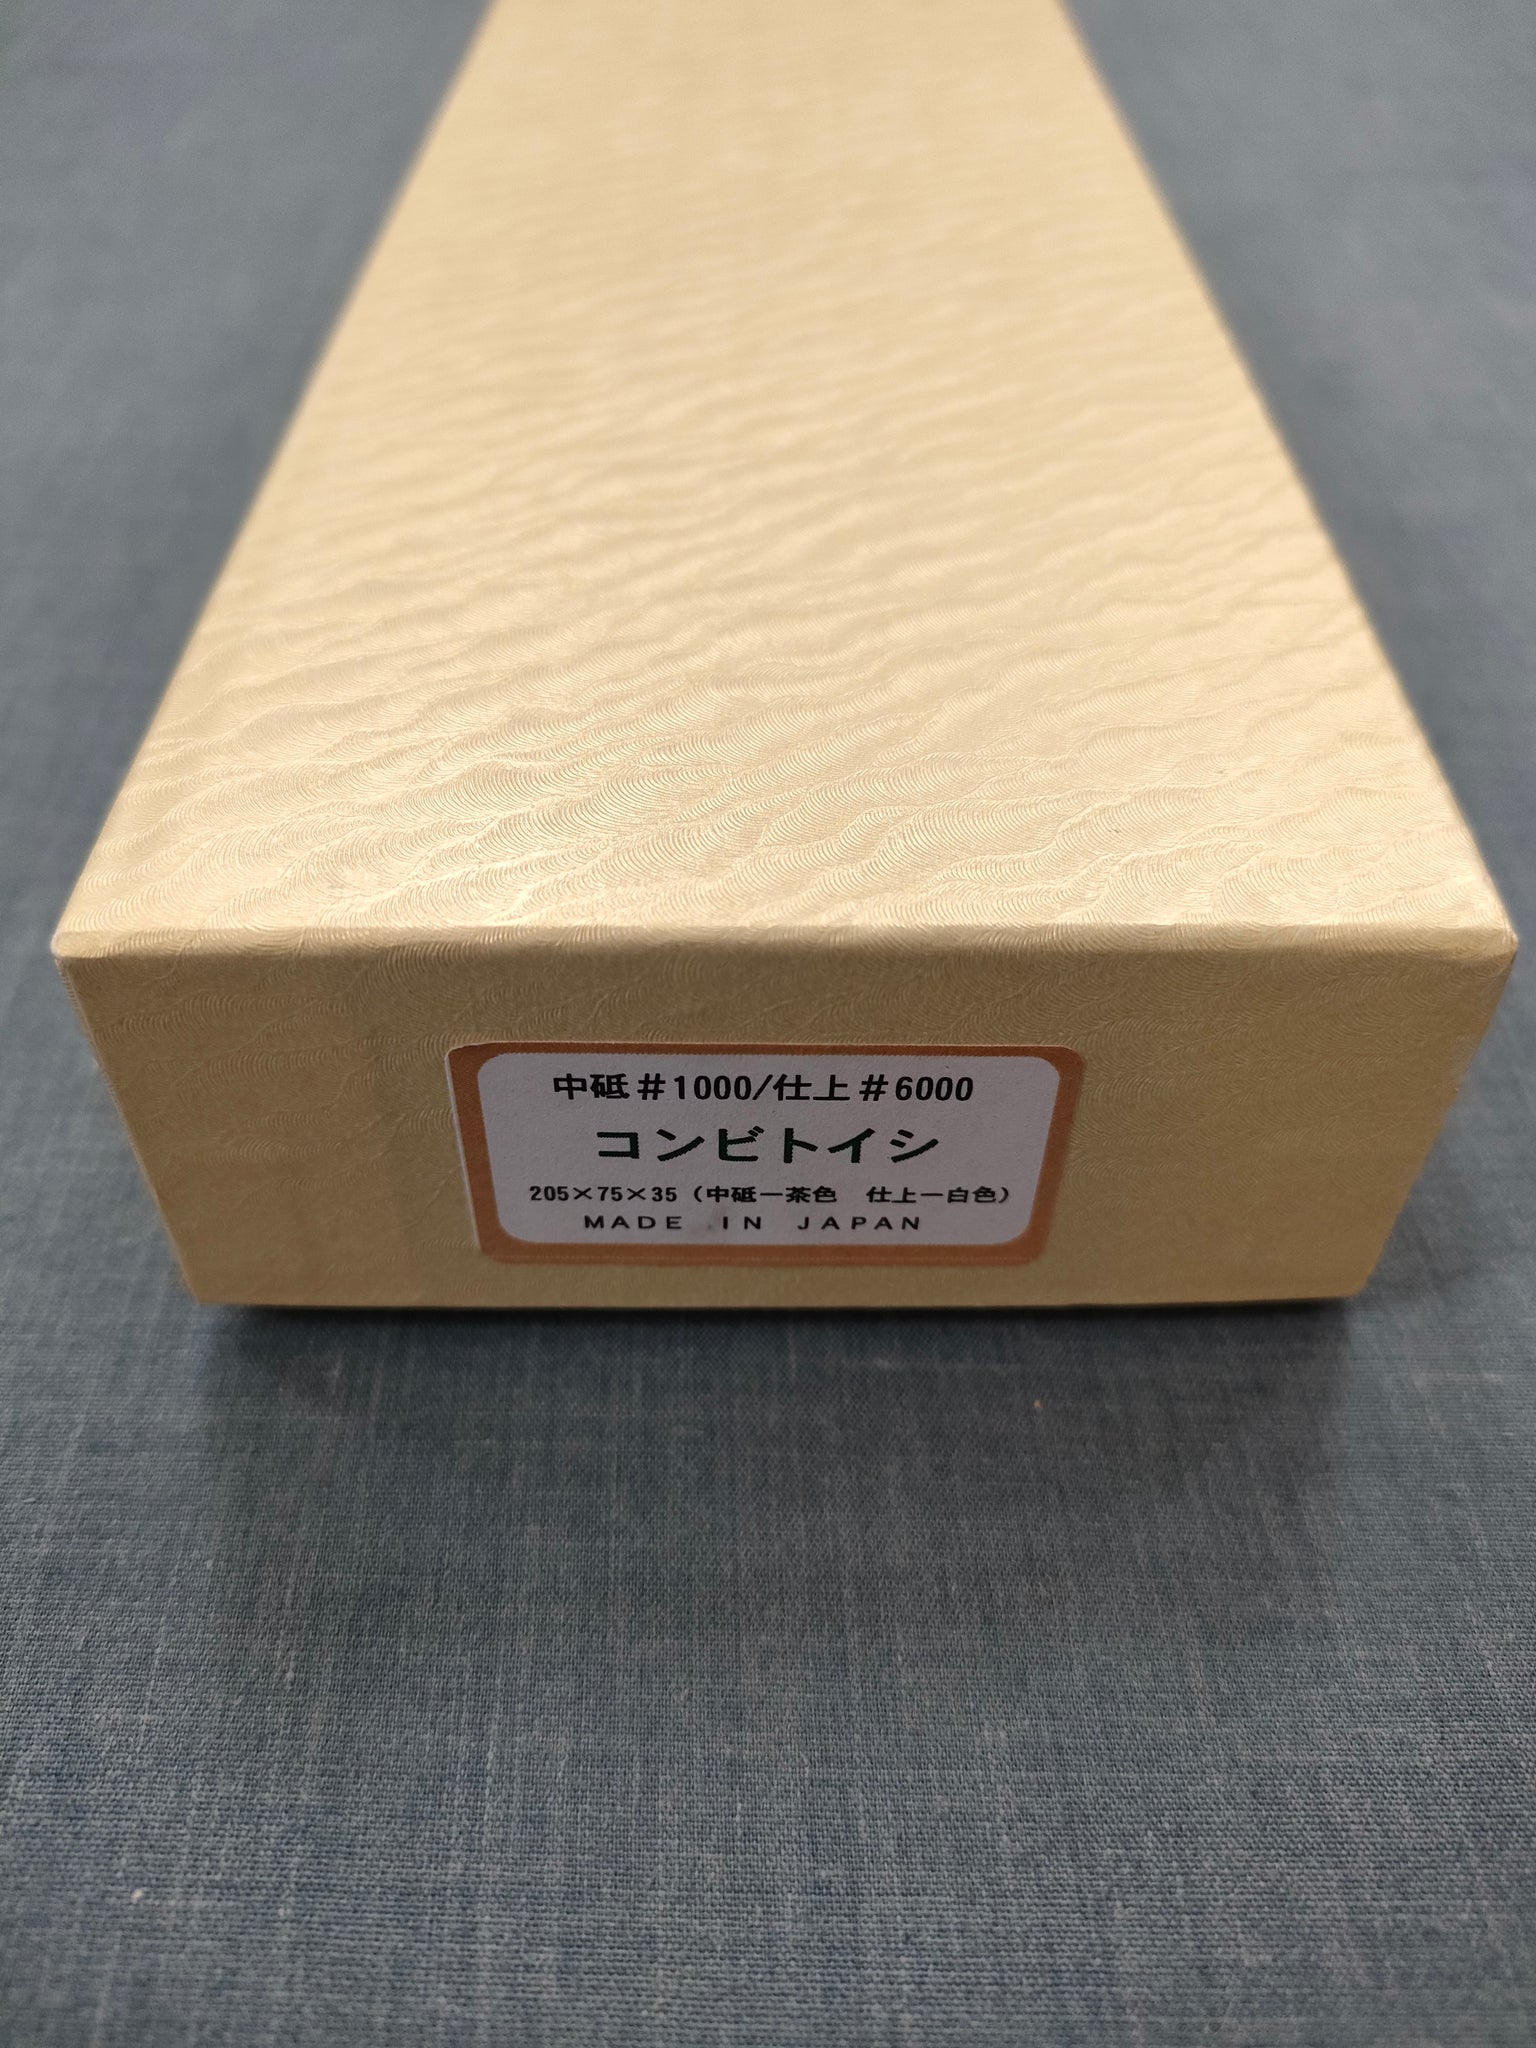 中砥＃1000/仕上＃6000
コンビトイシ
205×75×35（中砥ー茶色　仕上ー白色）
MADE IN JAPAN